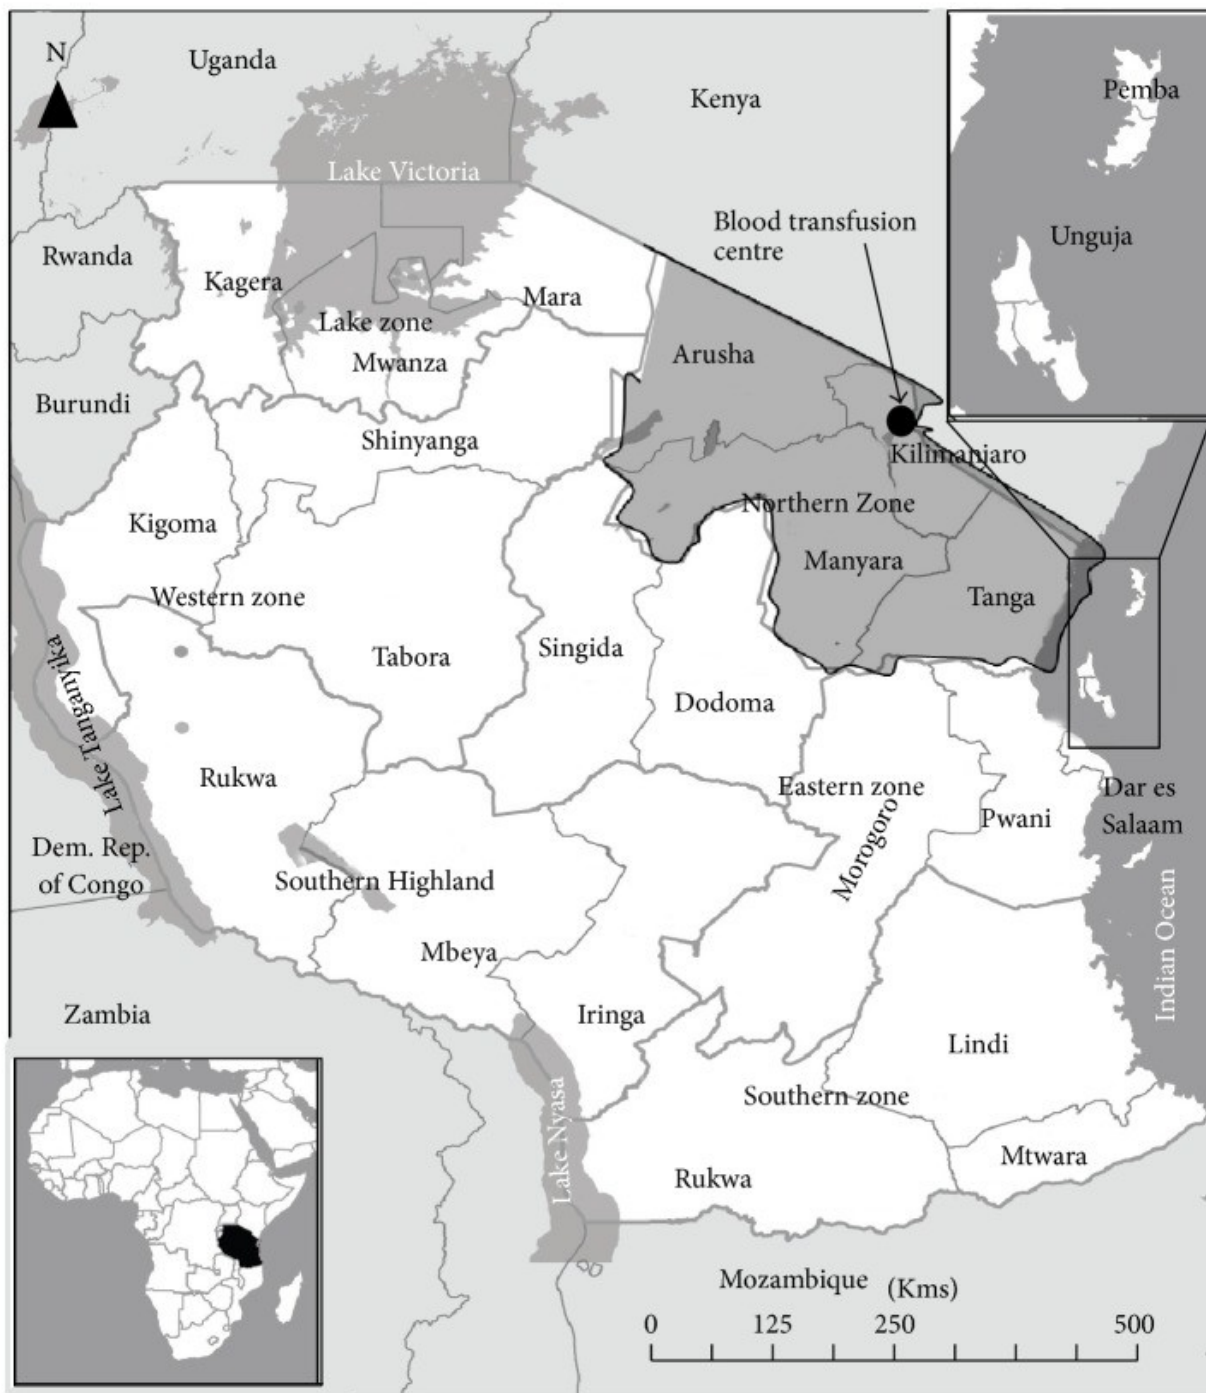 N
Uganda
Kenya
Pemba
Lake Victoria
Blood transfusion
centre
Unguja
Rwanda
Kagera
Mara
Lake zone
Mwanza
Arusha
Burundi
Shinyanga
Kilimanjaro
Kigoma
Northern Zone
Manyara
Western zone
Tanga
Tabora
Singida
Dodoma
Lake Tanganyika
Rukwa
Eastern zone
Morogoro
Pwani
Dar es
Salaam
Dem. Rep.
of Congo
Southern Highland
Mbeya
Indian Ocean
Zambia
Iringa
Lindi
Southern zone
Lake Nyasa
Mtwara
Rukwa
Mozambique
(Kms)
0 125 250 500